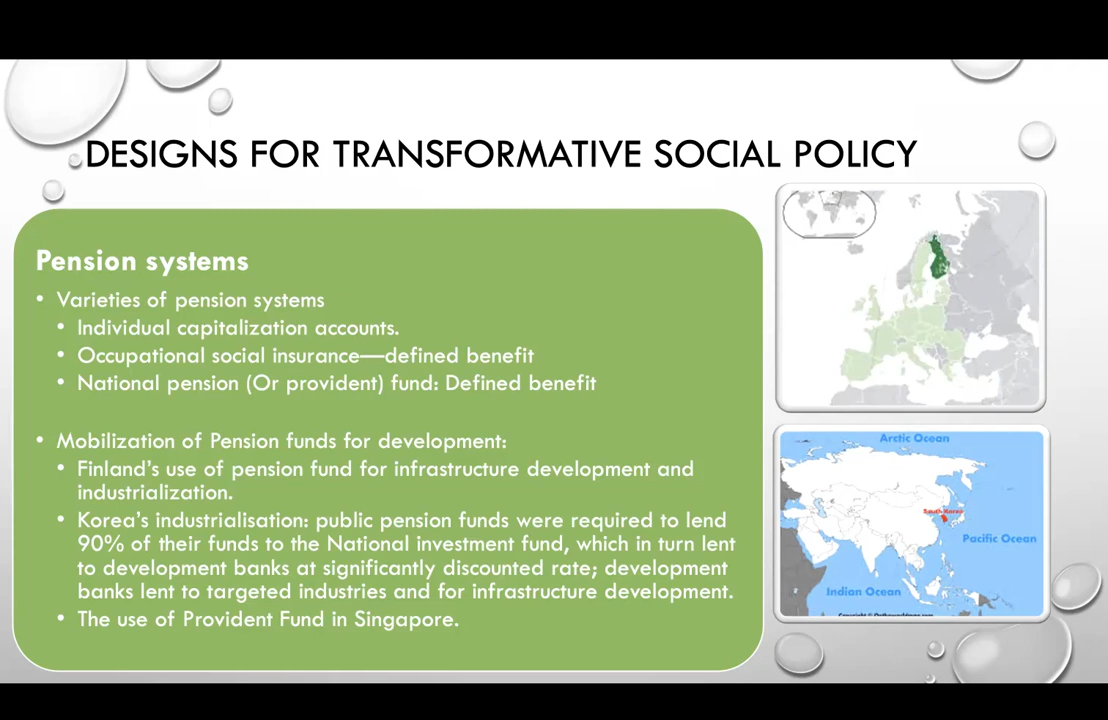 DESIGNS FOR TRANSFORMATIVE SOCIAL POLICY
Pension systems
• Varieties of pension systems
• Individual capitalization accounts.
• Occupational social insurance—defined benefit
• National pension (Or provident) fund: Defined benefit
• Mobilization of Pension funds for development:
• Finland's use of pension fund for infrastructure development and
industrialization.
• Korea's industrialisation: public pension funds were required to lend
90% of their funds to the National investment fund, which in turn lent
to development banks at significantly discounted rate; development
banks lent to targeted industries and for infrastructure development.
• The use of Provident Fund in Singapore.
Arctic Ocean
South Korea
Pacific Ocean
Indian Ocean